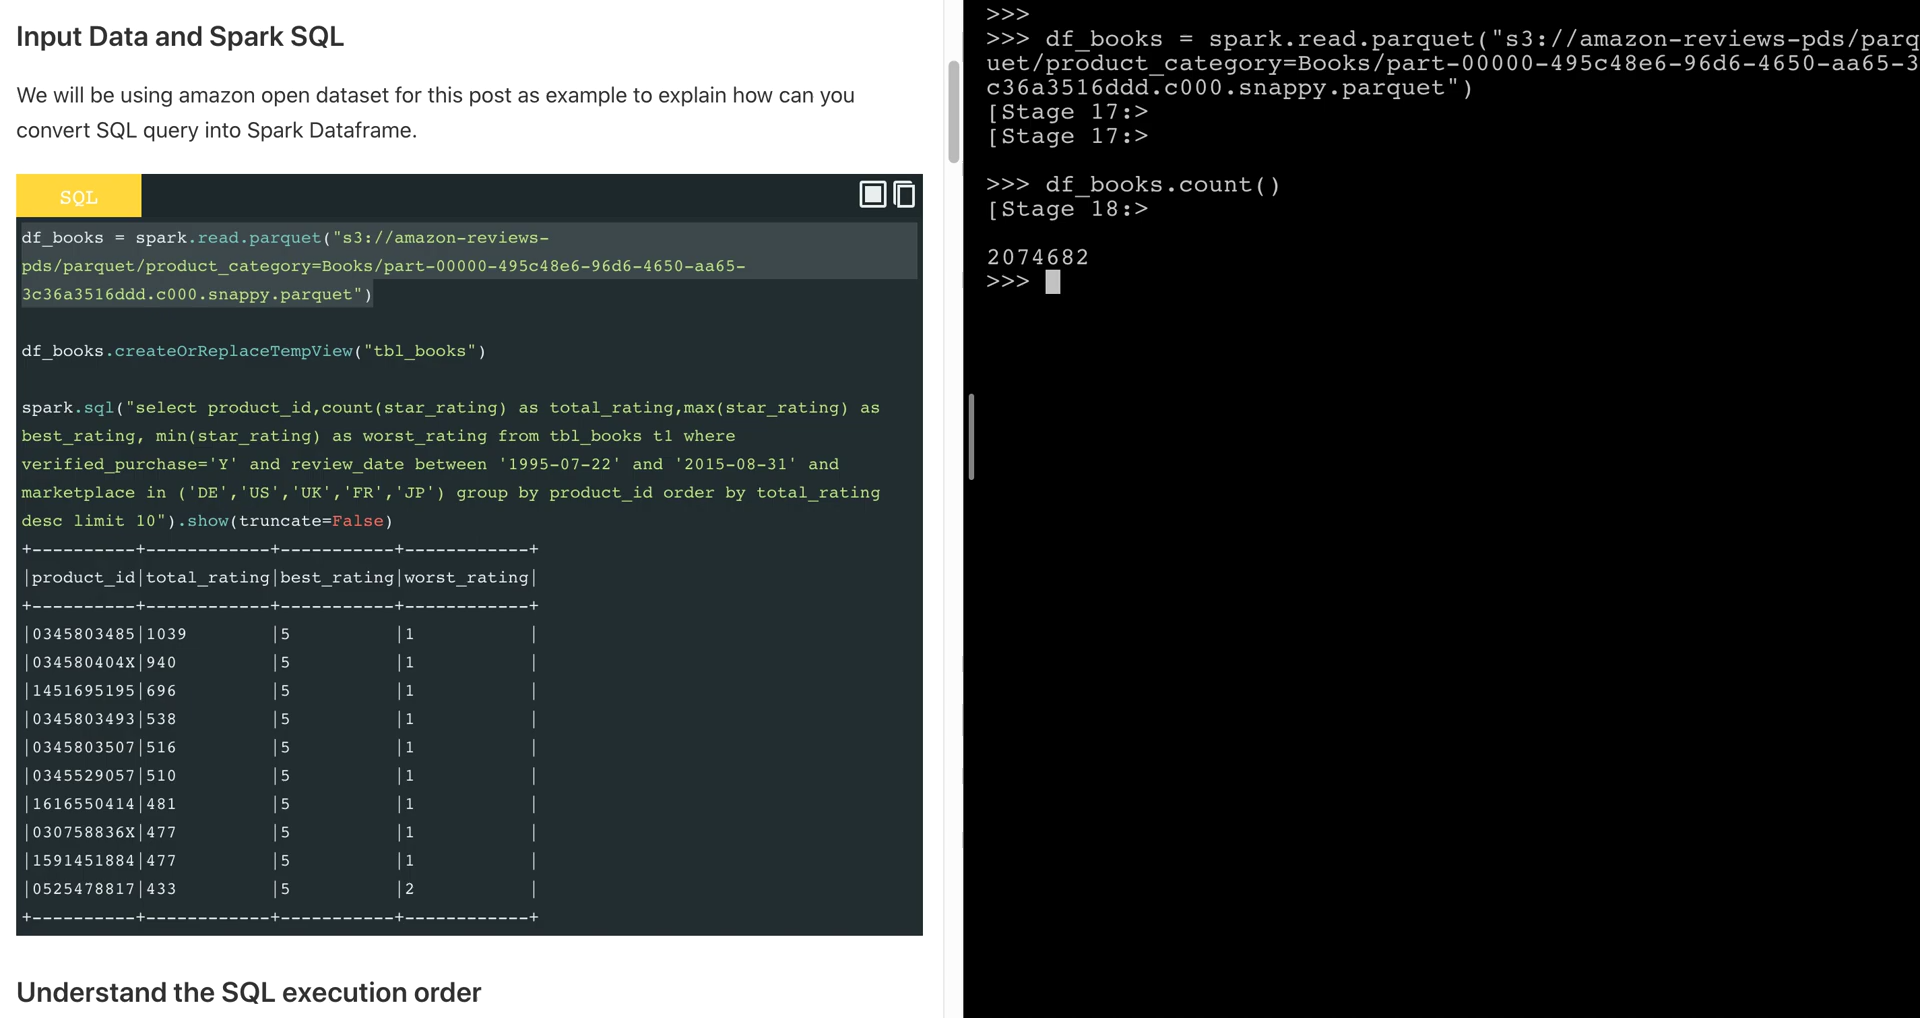 Input Data and Spark SQL
We will be using amazon open dataset for this post as example to explain how can you
convert SQL query into Spark Dataframe.
SQL
df_books = spark.read.parquet("s3://amazon-reviews-
pds/parquet/product_category=Books/part-00000-495c48e6-96d6-4650-aa65-
3c36a3516ddd.c000.snappy.parquet")
df_books.createOrReplaceTempView("tbl_books")
spark.sql("select product_id,count(star_rating) as total_rating,max(star_rating) as
best_rating, min(star_rating) as worst_rating from tbl_books t1 where
verified_purchase='Y' and review_date between '1995-07-22' and '2015-08-31' and
marketplace in ('DE','US','UK','FR','JP') group by product_id order by total_rating
desc limit 10").show(truncate=False)
+----------+------------+-----------+------------+
|product_id|total_rating|best_rating|worst_rating|
+----------+------------+-----------+------------+
|0345803485|1039        |5          |1           |
|034580404X|940         |5          |1           |
|1451695195|696         |5          |1           |
|0345803493|538         |5          |1           |
|0345803507|516         |5          |1           |
|0345529057|510         |5          |1           |
|1616550414|481         |5          |1           |
|030758836X|477         |5          |1           |
|1591451884|477         |5          |1           |
|0525478817|433         |5          |2           |
+----------+------------+-----------+------------+
Understand the SQL execution order
>>>
>>> df_books = spark.read.parquet("s3://amazon-reviews-pds/parq
uet/product_category=Books/part-00000-495c48e6-96d6-4650-aa65-3
c36a3516ddd.c000.snappy.parquet")
[Stage 17:>
[Stage 17:>
>>> df_books.count()
[Stage 18:>
2074682
>>>